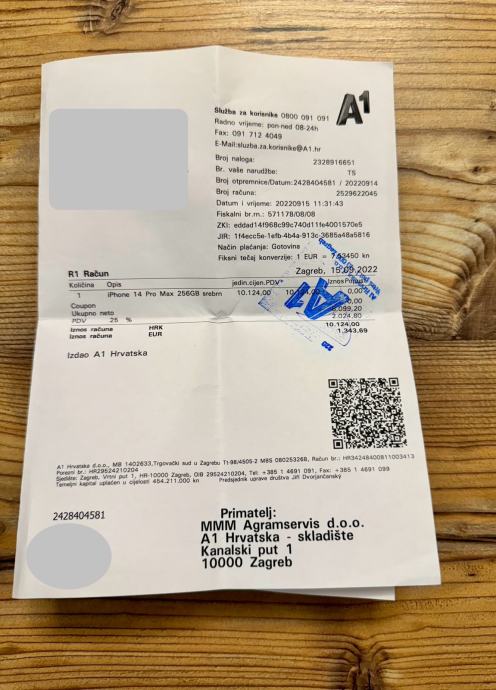 A1
Služba za korisnike 0800 091 091
Radno vrijeme: pon-ned 08-24h
Fax: 091 712 4049
E-Mail:sluzba.za.korisnike@A1.hr
Broj naloga: 2328916651
Br. vaše narudžbe: TS
Broj otpremnice/Datum:2428404581 / 20220914
Broj računa: 2529622045
Datum i vrijeme: 20220915 11:31:43
Fiskalni br.m.: 571178/08/08
ZKI: eddad14f968c99c740d11fe4001570e5
JIR: 1f4ecc5e-1efb-4b4a-913c-3685a48a5816
Način plaćanja: Gotovina
Fiksni tečaj konverzije: 1 EUR = 7,53450 kn
R1 Račun
Zagreb, 15.09.2022
Količina Opis jedin.cijen.PDV* IznosPopust
1 iPhone 14 Pro Max 256GB srebrn 10.124,00 0,00
Coupon
Ukupno neto
PDV 25 % 2.024,80
Iznos računa HRK 10.124,00
Iznos računa EUR 1.343,69
A1
Izdao A1 Hrvatska
A1 Hrvatska d.o.o., MB 1402633,Trgovački sud u Zagrebu Tt-98/4505-2 MBS 080253268, Račun br.: HR34248400811003413
Porezni br.: HR29524210204
Sjedište: Zagreb, Vrtni put 1, HR-10000 Zagreb, OIB 29524210204, Tel: +385 1 4691 091, Fax: +385 1 4691 099
Temeljni kapital uplaćen u cijelosti 454.211.000 kn Predsjednik uprave društva Jiří Dvorjančanský
2428404581
Primatelj:
MMM Agramservis d.o.o.
A1 Hrvatska - skladište
Kanalski put 1
10000 Zagreb